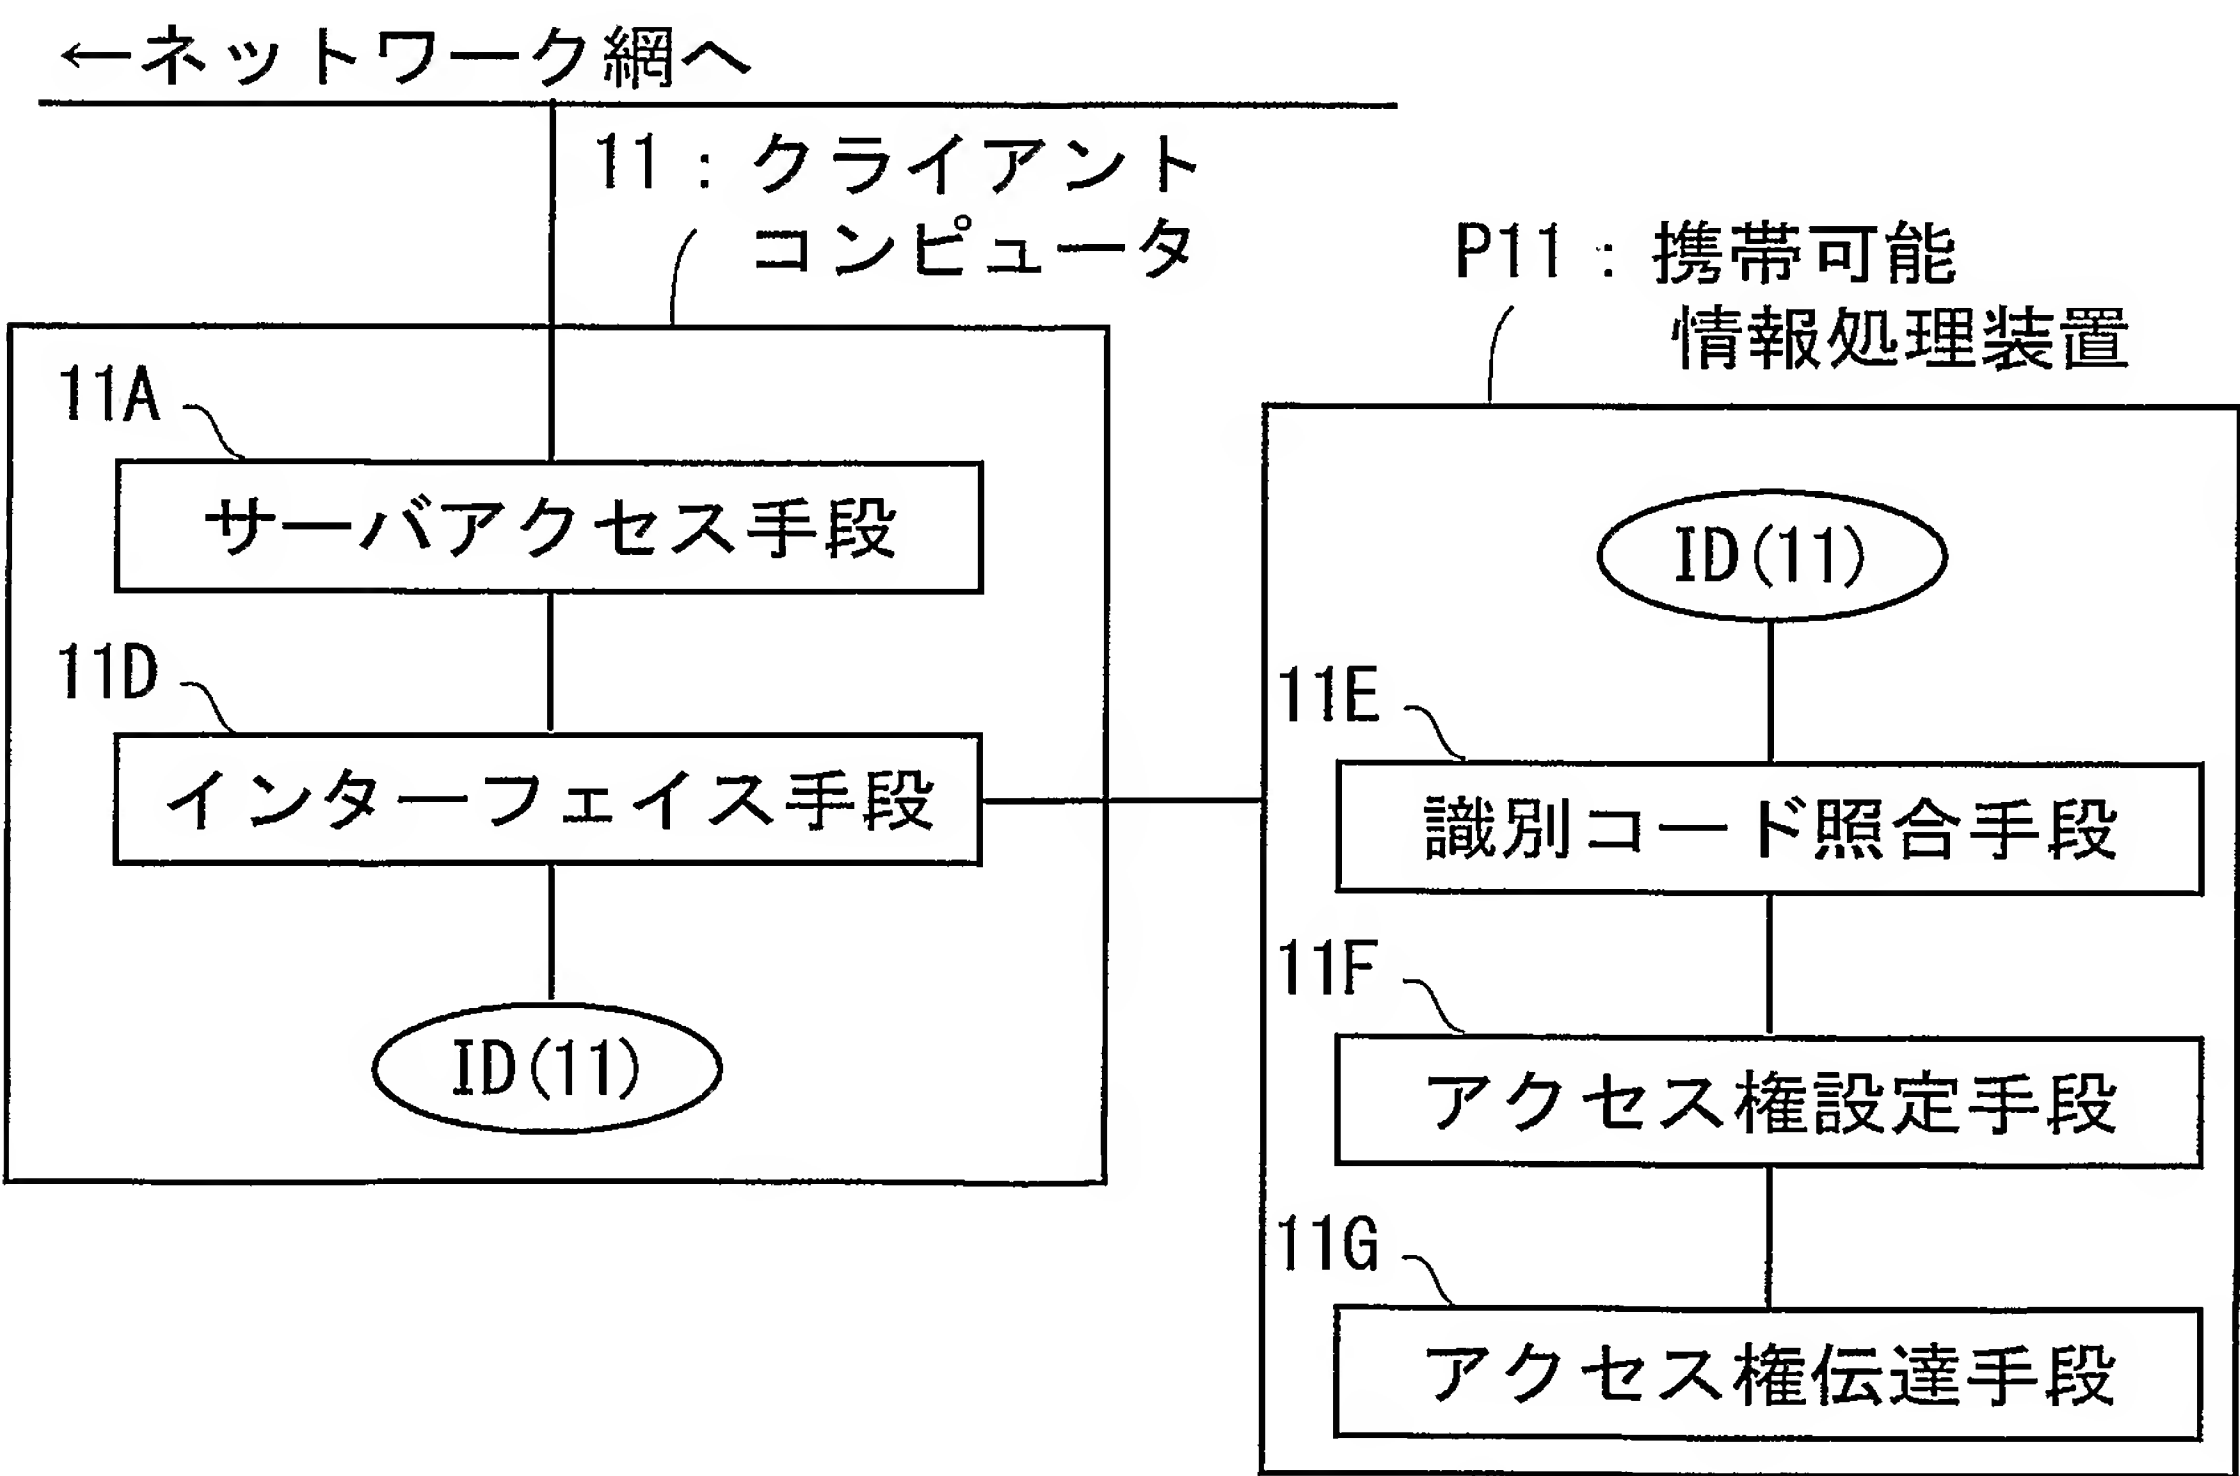 ←ネットワーク網へ
11：クライアント
コンピュータ
P11：携帯可能
情報処理装置
11A
サーバアクセス手段
11D
インターフェイス手段
ID(11)
ID(11)
11E
識別コード照合手段
11F
アクセス権設定手段
11G
アクセス権伝達手段